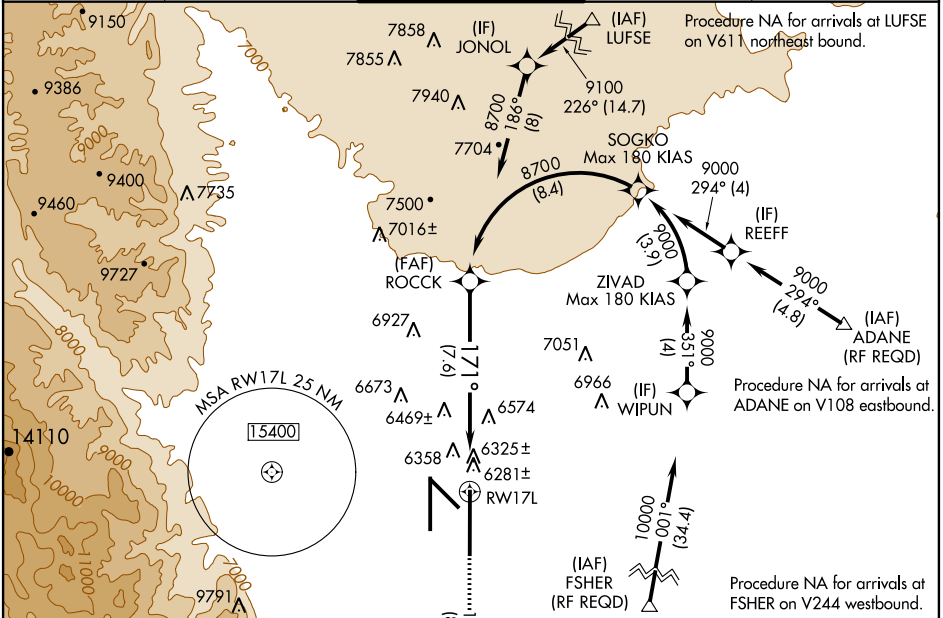 9150
7000
7858
7855
(IF)
JONOL
(IAF)
LUFSE
Procedure NA for arrivals at LUFSE
on V611 northeast bound.
9386
7940
9100
226° (14.7)
8700
186°
(8)
9000
7704
SOGKO
Max 180 KIAS
9400
7735
8700
(8.4)
9000
294° (4)
9460
7500
7016±
(IF)
REEFF
9000
(3.9)
9727
(FAF)
ROCCK
ZIVAD
Max 180 KIAS
9000
294°
(4.8)
(IAF)
ADANE
(RF REQD)
8000
6927
171°
(7.6)
7051
9000
351°
(4)
6966
(IF)
WIPUN
Procedure NA for arrivals at
ADANE on V108 eastbound.
MSA RW17L 25 NM
15400
6673
6469±
6574
14110
9000
10000
6358
6325±
6281±
RW17L
10000
001°
(34.4)
11000
7000
9791
(IAF)
FSHER
(RF REQD)
Procedure NA for arrivals at
FSHER on V244 westbound.